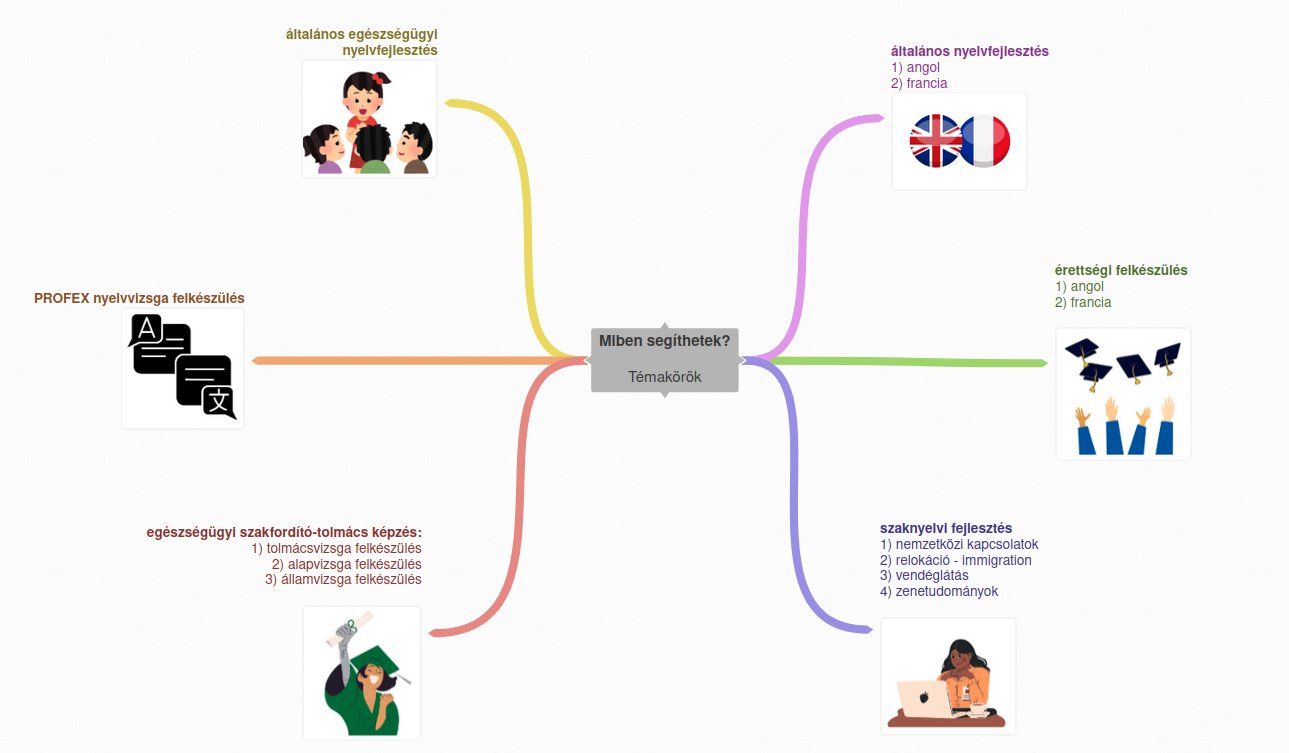 általános egészségügyi
nyelvfejlesztés
általános nyelvfejlesztés
1) angol
2) francia
PROFEX nyelvvizsga felkészülés
A
文
Miben segíthetek?
Témakörök
érettségi felkészülés
1) angol
2) francia
egészségügyi szakfordító-tolmács képzés:
1) tolmácsvizsga felkészülés
2) alapvizsga felkészülés
3) államvizsga felkészülés
szaknyelvi fejlesztés
1) nemzetközi kapcsolatok
2) relokáció - immigration
3) vendéglátás
4) zenetudományok